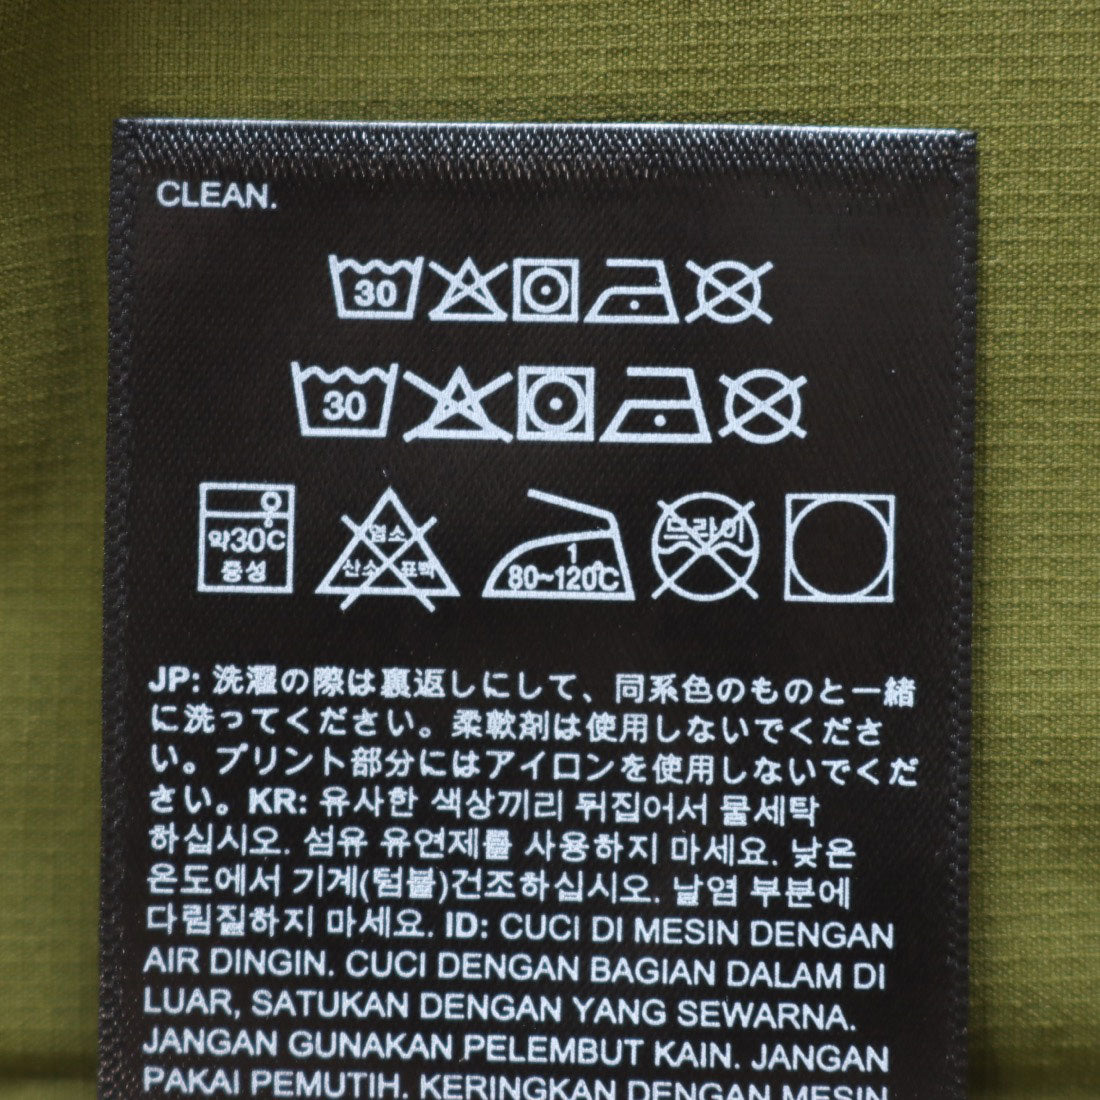 CLEAN.
30
30
약30℃
중성
염소
산소 표백
드라이
1
80~120℃
JP: 洗濯の際は裏返しにして、同系色のものと一緒
に洗ってください。柔軟剤は使用しないでくださ
い。プリント部分にはアイロンを使用しないでくだ
さい。KR: 유사한 색상끼리 뒤집어서 물세탁
하십시오. 섬유 유연제를 사용하지 마세요. 낮은
온도에서 기계(텀블)건조하십시오. 날염 부분에
다림질하지 마세요. ID: CUCI DI MESIN DENGAN
AIR DINGIN. CUCI DENGAN BAGIAN DALAM DI
LUAR, SATUKAN DENGAN YANG SEWARNA.
JANGAN GUNAKAN PELEMBUT KAIN. JANGAN
PAKAI PEMUTIH. KERINGKAN DENGAN MESIN